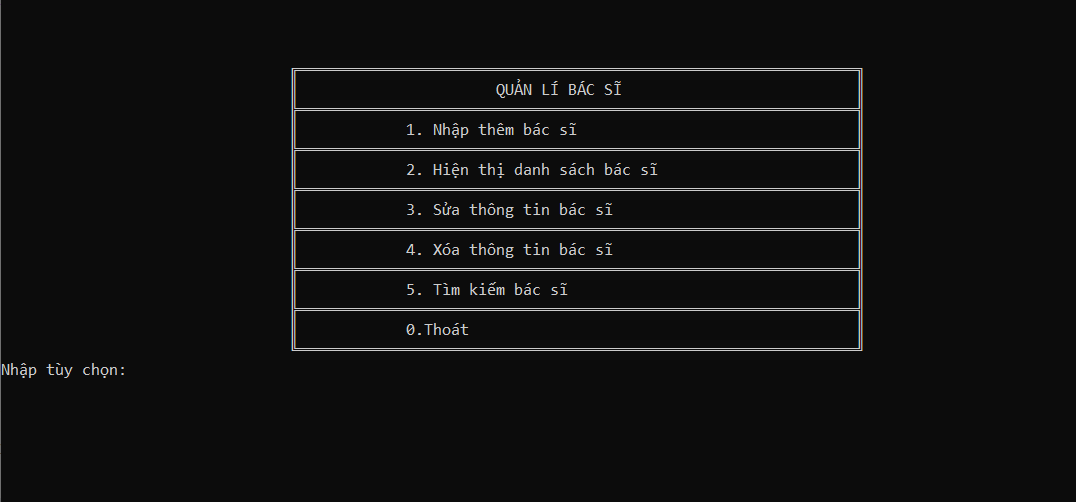 QUẢN LÍ BÁC SĨ
1. Nhập thêm bác sĩ
2. Hiện thị danh sách bác sĩ
3. Sửa thông tin bác sĩ
4. Xóa thông tin bác sĩ
5. Tìm kiếm bác sĩ
0.Thoát
Nhập tùy chọn: